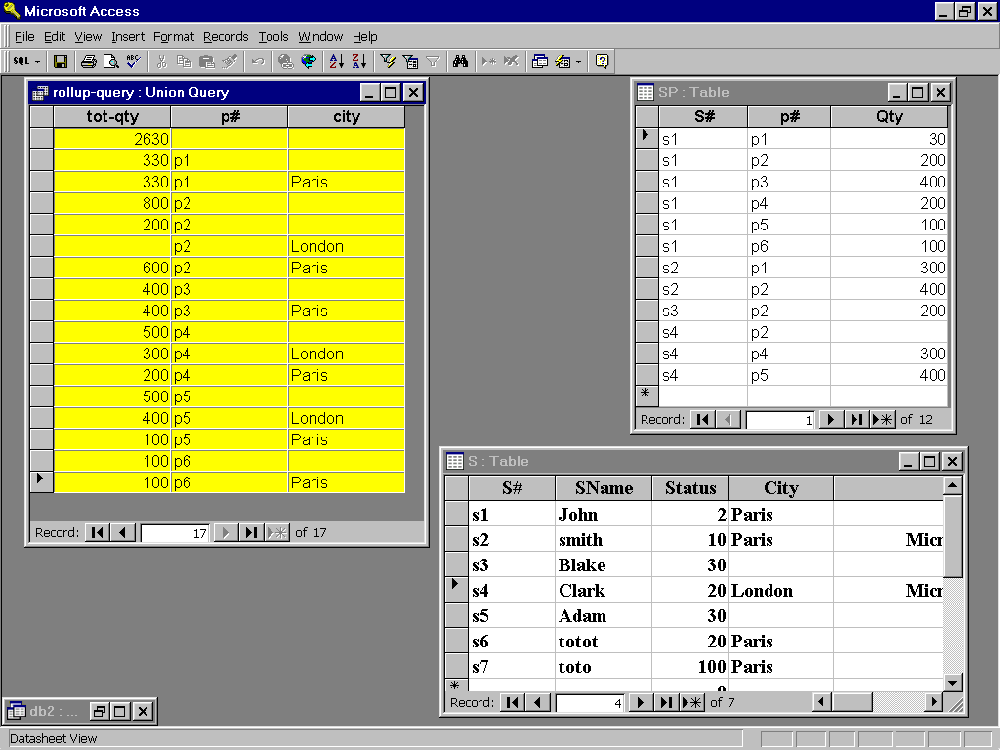 Microsoft Access
File Edit View Insert Format Records Tools Window Help
SQL
ABC
rollup-query : Union Query
tot-qty p# city
2630
330 p1
330 p1 Paris
800 p2
200 p2
p2 London
600 p2 Paris
400 p3
400 p3 Paris
500 p4
300 p4 London
200 p4 Paris
500 p5
400 p5 London
100 p5 Paris
100 p6
100 p6 Paris
Record: 17 of 17
SP : Table
S# p# Qty
s1 p1 30
s1 p2 200
s1 p3 400
s1 p4 200
s1 p5 100
s1 p6 100
s2 p1 300
s2 p2 400
s3 p2 200
s4 p2
s4 p4 300
s4 p5 400
*
Record: 1 of 12
S : Table
S# SName Status City
s1 John 2 Paris
s2 smith 10 Paris Micr
s3 Blake 30
s4 Clark 20 London Micr
s5 Adam 30
s6 totot 20 Paris
s7 toto 100 Paris
* 0
Record: 4 of 7
db2 : ...
Datasheet View